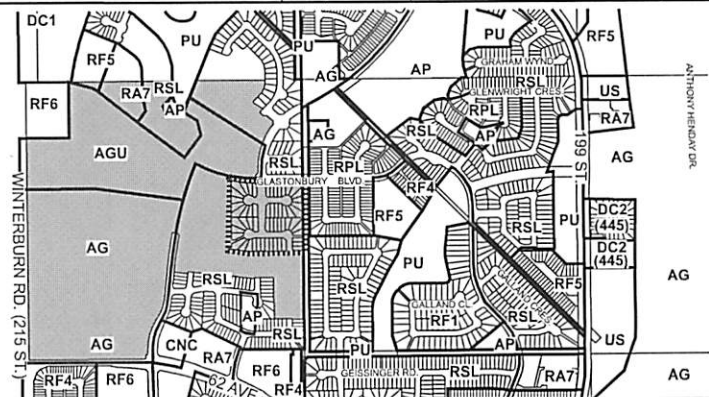 DC1
RF5
PU
PU
AG
AP
PU
GRAHAM WYND
RSL
GLENWRIGHT CRES.
RF5
RF6
RA7
RSL
AP
RPL
AP
US
RA7
AG
ANTHONY HENDAY DR.
AGU
AG
RSL
199 ST
RSL
RPL
GLASTONBURY BLVD
RF4
RF5
PU
DC2
(445)
DC2
(445)
WINTERBURN RD. (215 ST.)
AG
RSL
PU
RSL
RSL
AP
RSL
GALLAND CL.
RF1
RF5
RSL
AG
AG
CNC
RA7
RF6
PU
AP
US
RF4
RF6
62 AVE
RF4
GEISSINGER RD.
RSL
RA7
AG